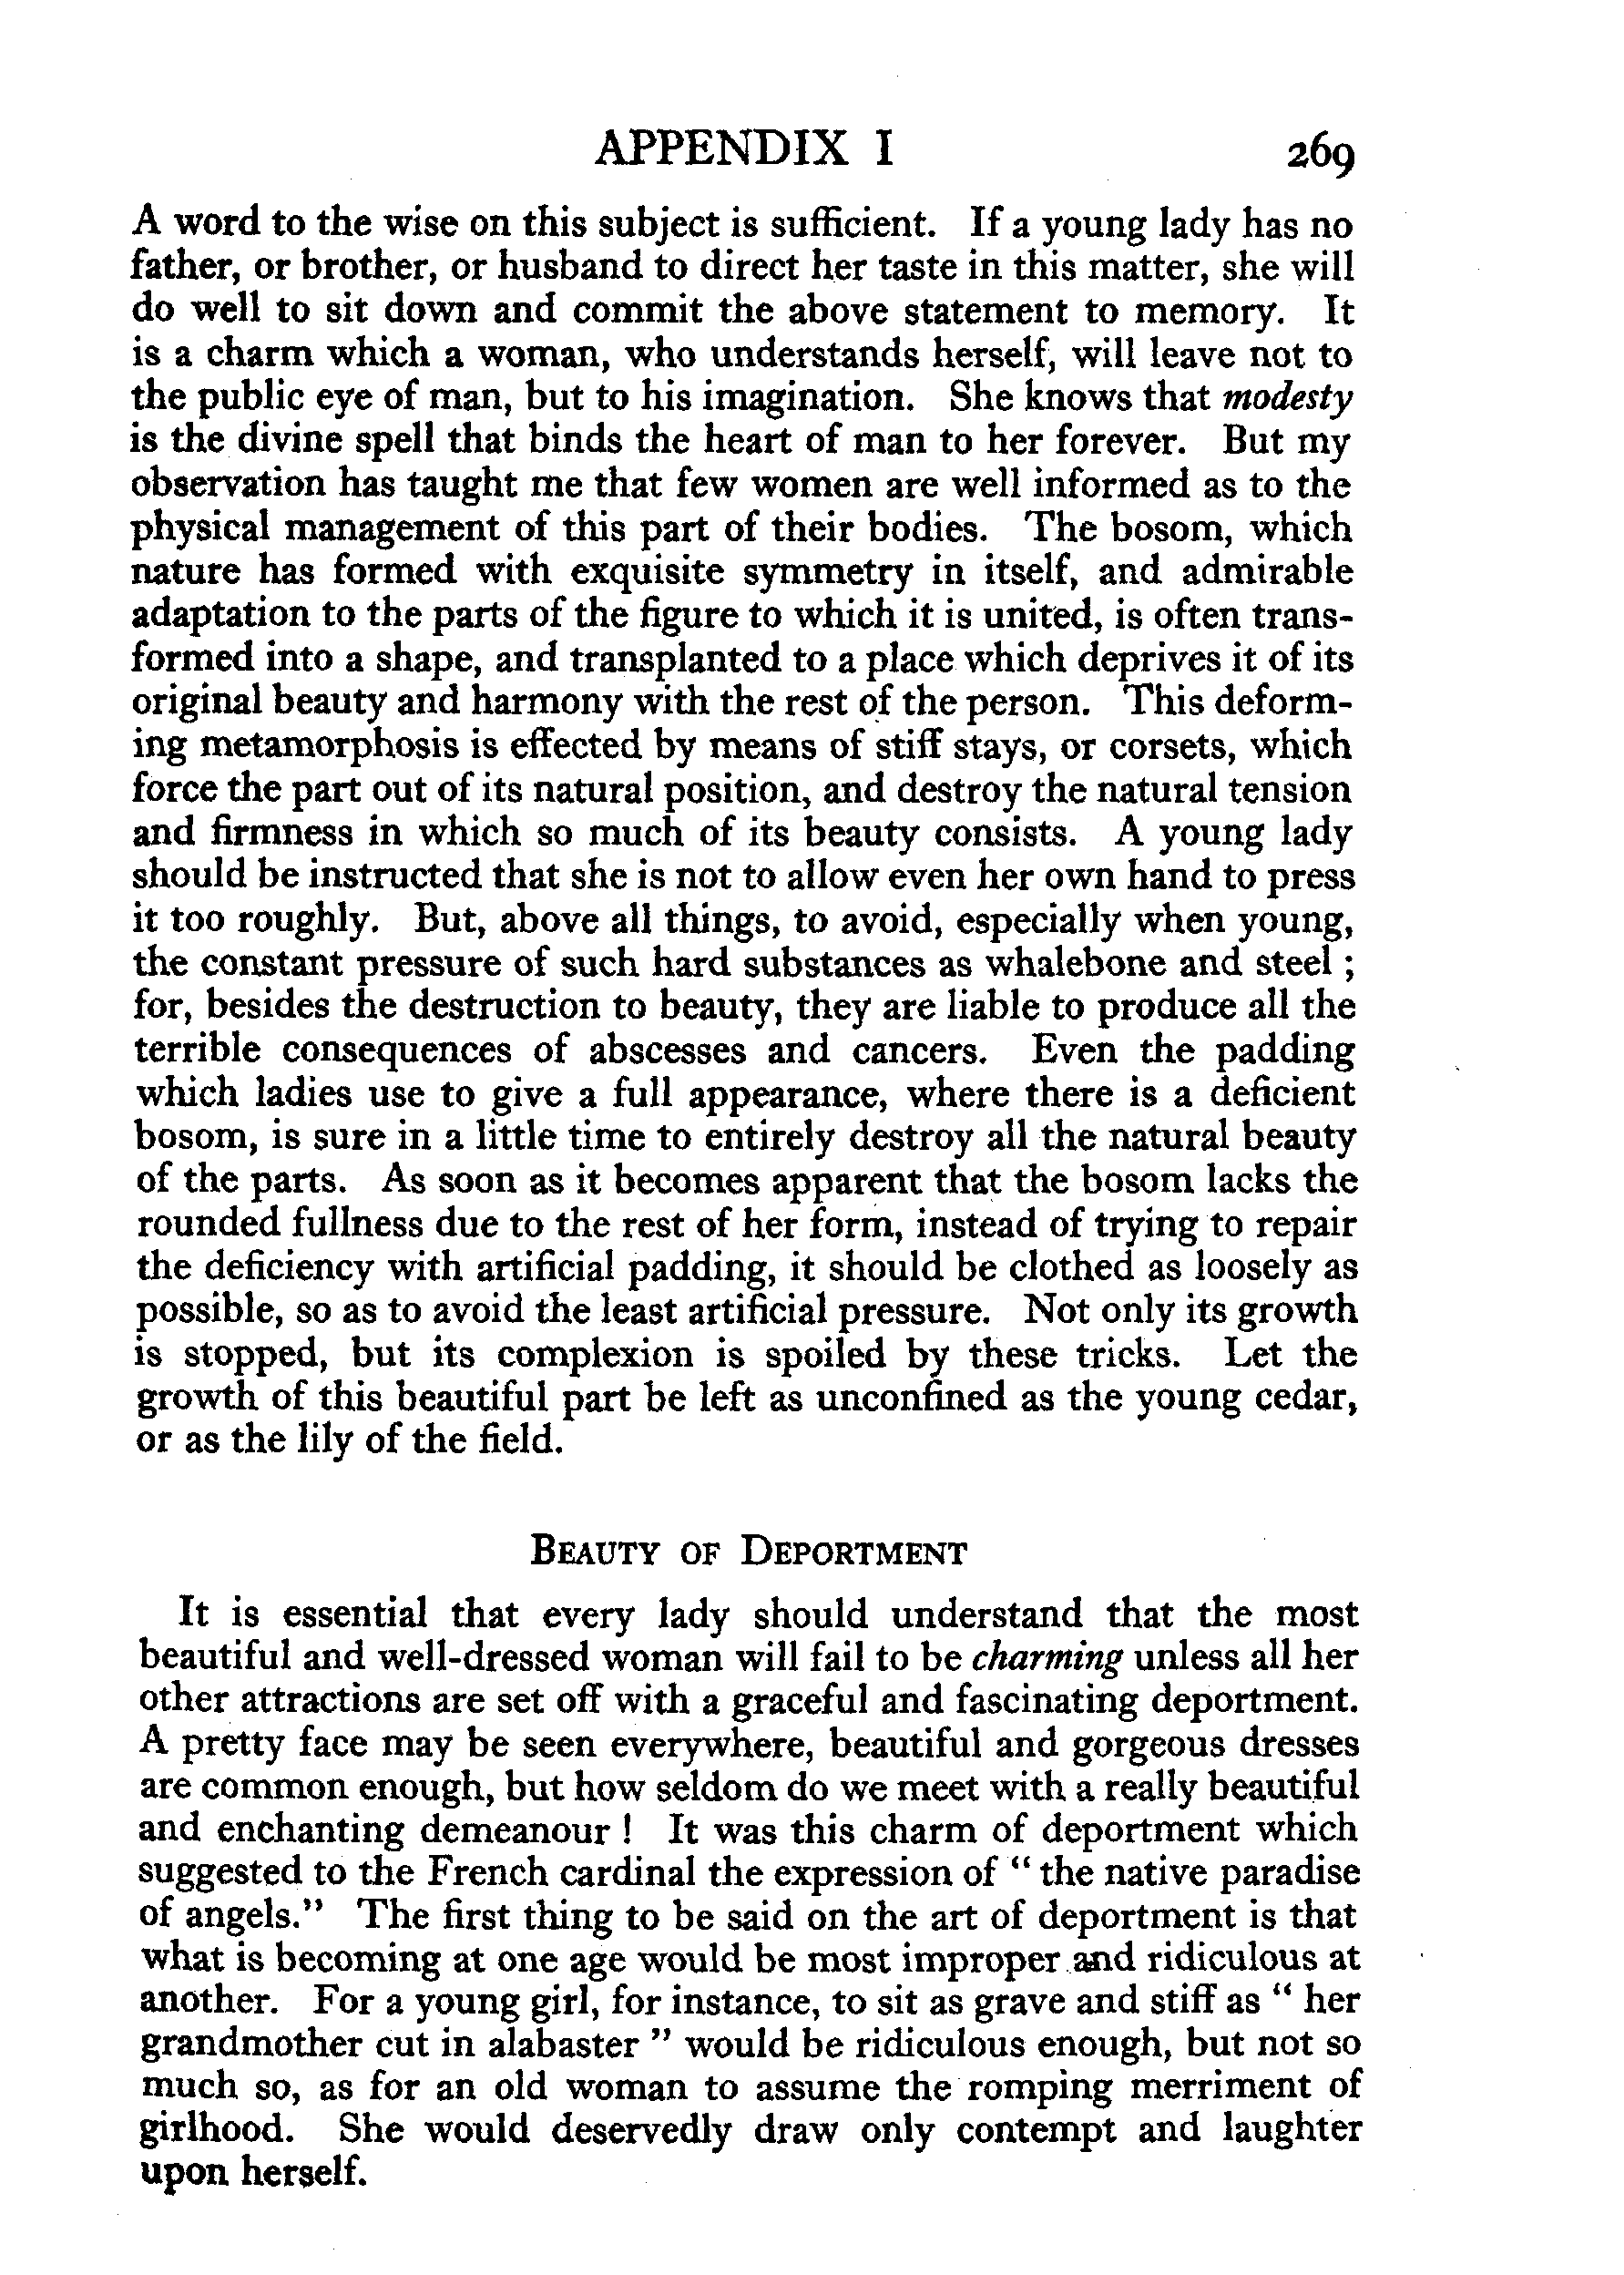 APPENDIX I 269
A word to the wise on this subject is sufficient. If a young lady has no
father, or brother, or husband to direct her taste in this matter, she will
do well to sit down and commit the above statement to memory. It
is a charm which a woman, who understands herself, will leave not to
the public eye of man, but to his imagination. She knows that modesty
is the divine spell that binds the heart of man to her forever. But my
observation has taught me that few women are well informed as to the
physical management of this part of their bodies. The bosom, which
nature has formed with exquisite symmetry in itself, and admirable
adaptation to the parts of the figure to which it is united, is often trans-
formed into a shape, and transplanted to a place which deprives it of its
original beauty and harmony with the rest of the person. This deform-
ing metamorphosis is effected by means of stiff stays, or corsets, which
force the part out of its natural position, and destroy the natural tension
and firmness in which so much of its beauty consists. A young lady
should be instructed that she is not to allow even her own hand to press
it too roughly. But, above all things, to avoid, especially when young,
the constant pressure of such hard substances as whalebone and steel ;
for, besides the destruction to beauty, they are liable to produce all the
terrible consequences of abscesses and cancers. Even the padding
which ladies use to give a full appearance, where there is a deficient
bosom, is sure in a little time to entirely destroy all the natural beauty
of the parts. As soon as it becomes apparent that the bosom lacks the
rounded fullness due to the rest of her form, instead of trying to repair
the deficiency with artificial padding, it should be clothed as loosely as
possible, so as to avoid the least artificial pressure. Not only its growth
is stopped, but its complexion is spoiled by these tricks. Let the
growth of this beautiful part be left as unconfined as the young cedar,
or as the lily of the field.
BEAUTY OF DEPORTMENT
It is essential that every lady should understand that the most
beautiful and well-dressed woman will fail to be charming unless all her
other attractions are set off with a graceful and fascinating deportment.
A pretty face may be seen everywhere, beautiful and gorgeous dresses
are common enough, but how seldom do we meet with a really beautiful
and enchanting demeanour ! It was this charm of deportment which
suggested to the French cardinal the expression of “ the native paradise
of angels.” The first thing to be said on the art of deportment is that
what is becoming at one age would be most improper and ridiculous at
another. For a young girl, for instance, to sit as grave and stiff as “ her
grandmother cut in alabaster ” would be ridiculous enough, but not so
much so, as for an old woman to assume the romping merriment of
girlhood. She would deservedly draw only contempt and laughter
upon herself.